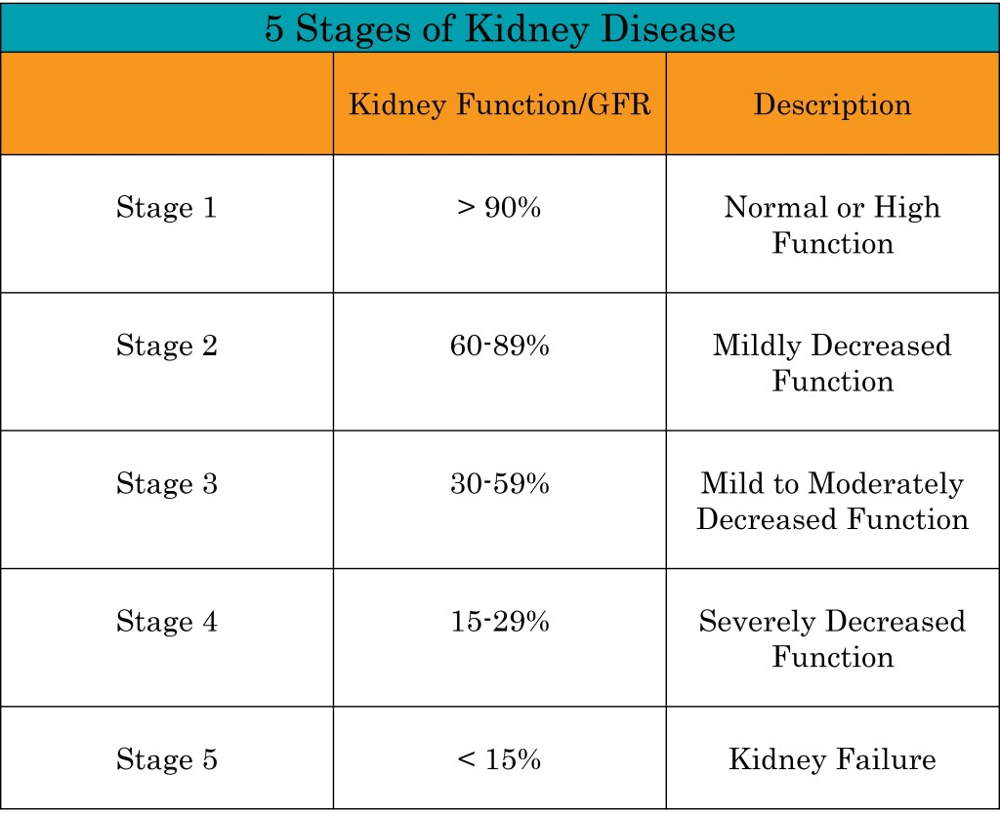 5 Stages of Kidney Disease
Kidney Function/GFR
Description
Stage 1
> 90%
Normal or High
Function
Stage 2
60-89%
Mildly Decreased
Function
Stage 3
30-59%
Mild to Moderately
Decreased Function
Stage 4
15-29%
Severely Decreased
Function
Stage 5
< 15%
Kidney Failure